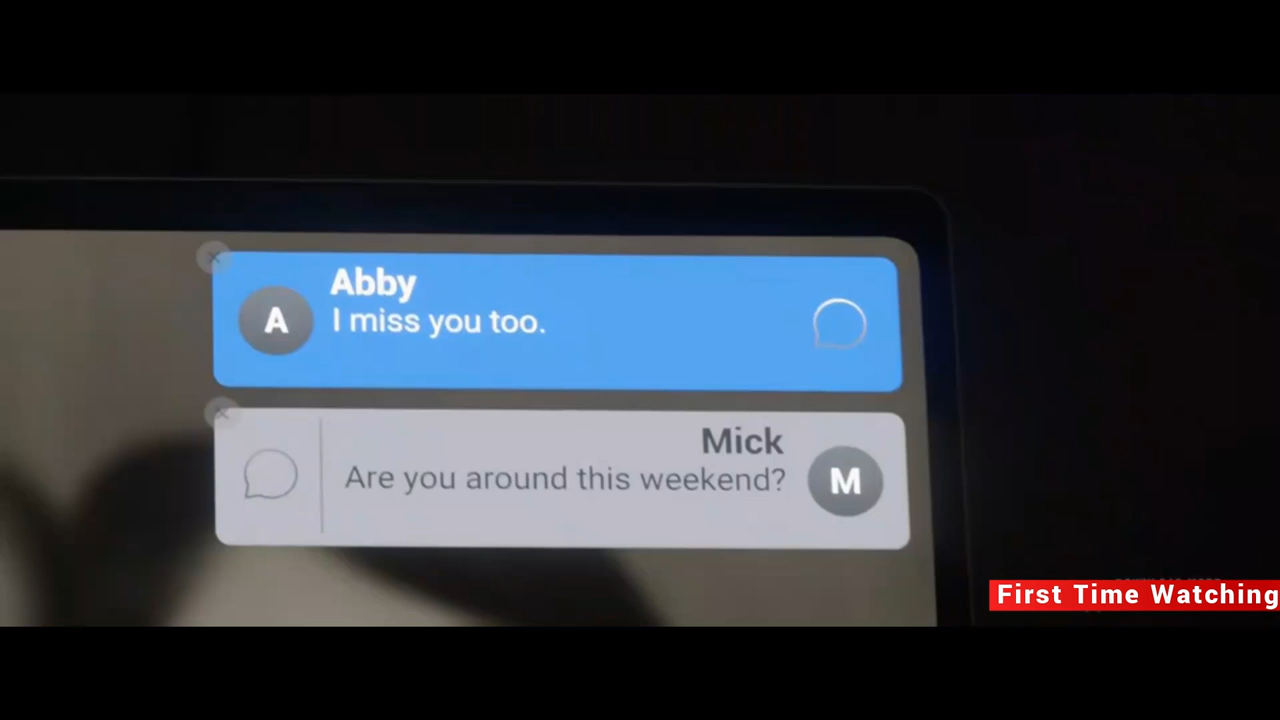 A
Abby
I miss you too.
Mick
Are you around this weekend?
M
First Time Watching